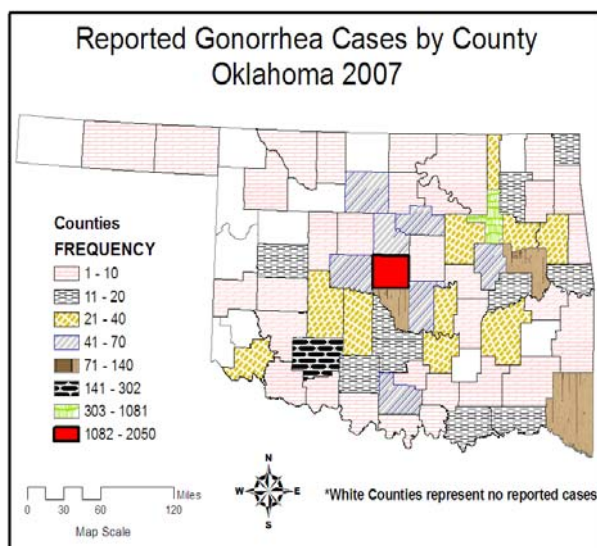 Reported Gonorrhea Cases by County
Oklahoma 2007
Counties
FREQUENCY
1 - 10
11 - 20
21 - 40
41 - 70
71 - 140
141 - 302
303 - 1081
1082 - 2050
N
W E
S
0 15 30 60 120
Miles
Map Scale
*White Counties represent no reported cases